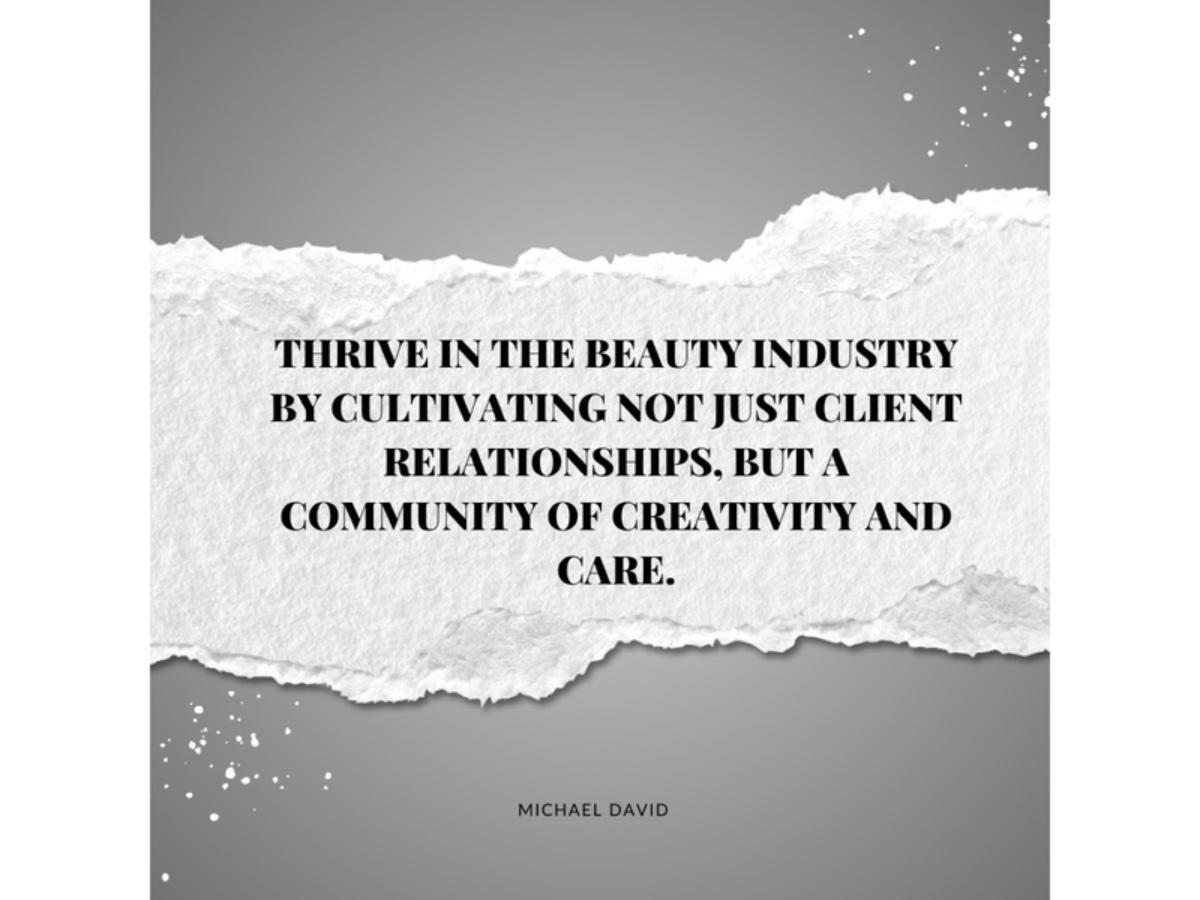 THRIVE IN THE BEAUTY INDUSTRY
BY CULTIVATING NOT JUST CLIENT
RELATIONSHIPS, BUT A
COMMUNITY OF CREATIVITY AND
CARE.
MICHAEL DAVID